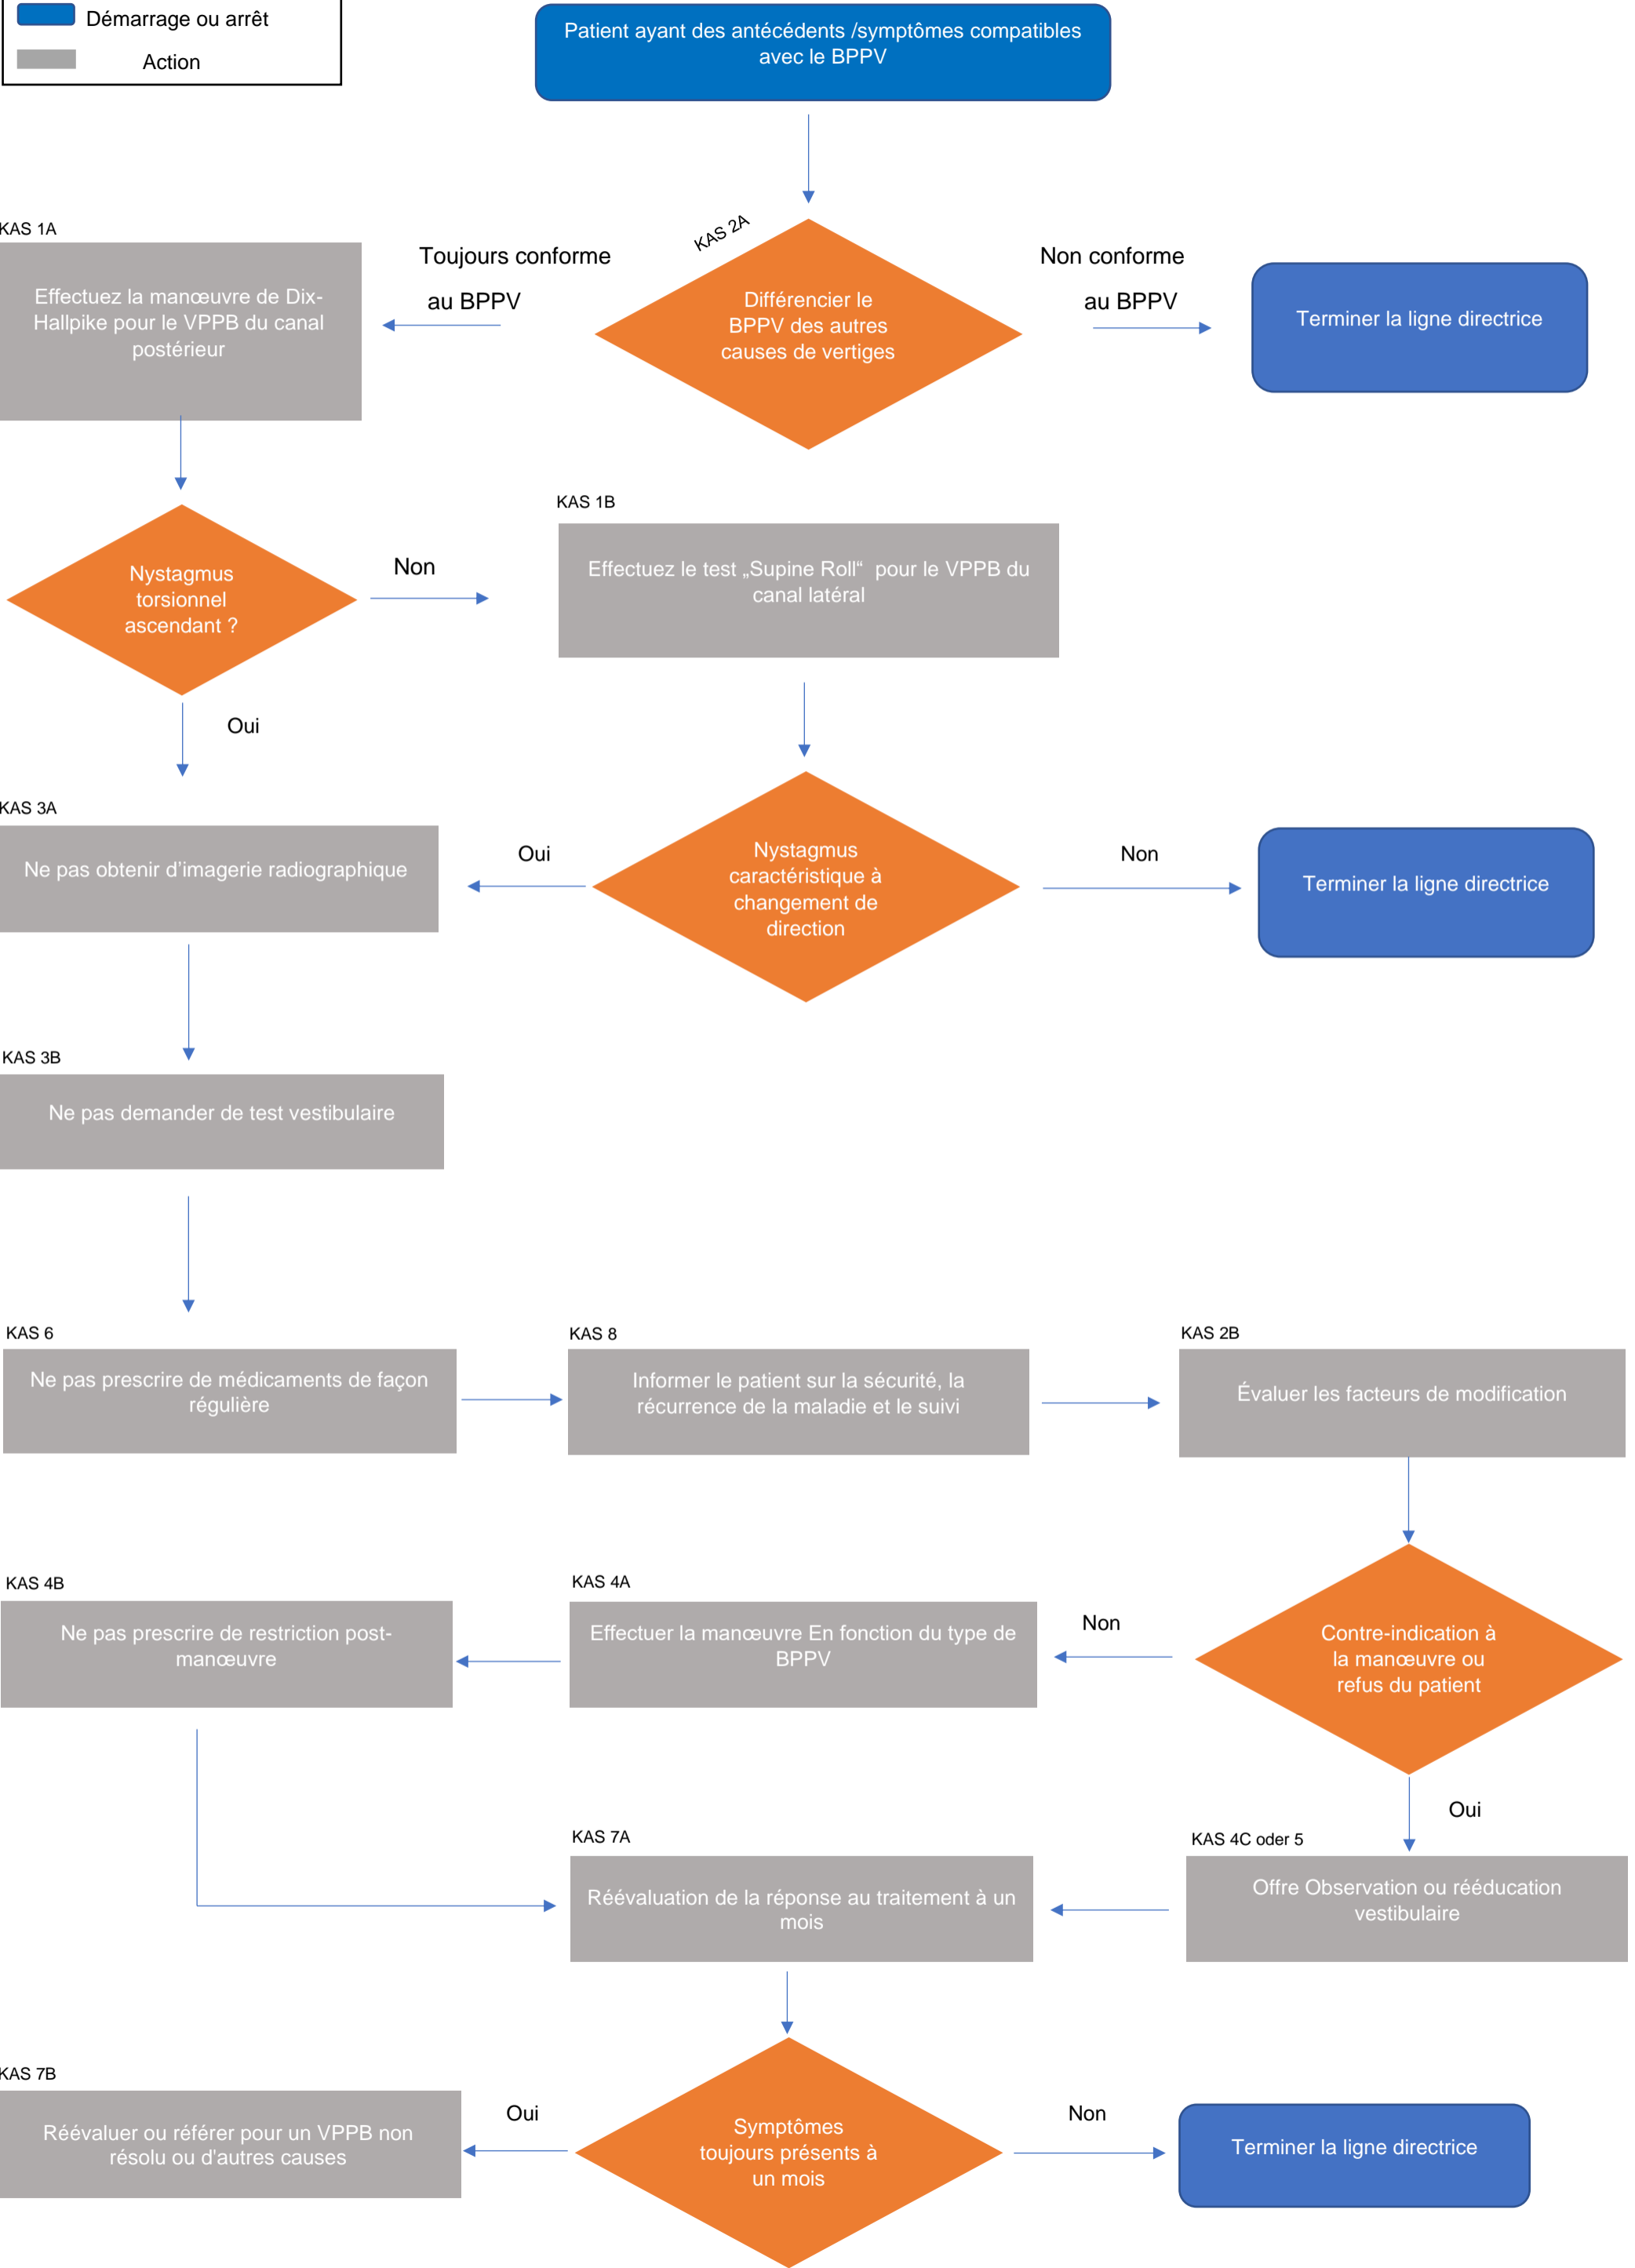 Démarrage ou arrêt
Action
Patient ayant des antécédents /symptômes compatibles
avec le BPPV
KAS 1A
Effectuez la manœuvre de Dix-
Hallpike pour le VPPB du canal
postérieur
Toujours conforme
au BPPV
KAS 2A
Différencier le
BPPV des autres
causes de vertiges
Non conforme
au BPPV
Terminer la ligne directrice
Nystagmus
torsionnel
ascendant ?
Non
KAS 1B
Effectuez le test „Supine Roll“ pour le VPPB du
canal latéral
Oui
KAS 3A
Ne pas obtenir d'imagerie radiographique
Oui
Nystagmus
caractéristique à
changement de
direction
Non
Terminer la ligne directrice
KAS 3B
Ne pas demander de test vestibulaire
KAS 6
Ne pas prescrire de médicaments de façon
régulière
KAS 8
Informer le patient sur la sécurité, la
récurrence de la maladie et le suivi
KAS 2B
Évaluer les facteurs de modification
KAS 4B
Ne pas prescrire de restriction post-
manœuvre
KAS 4A
Effectuer la manœuvre En fonction du type de
BPPV
Non
Contre-indication à
la manœuvre ou
refus du patient
Oui
KAS 7A
Réévaluation de la réponse au traitement à un
mois
KAS 4C oder 5
Offre Observation ou rééducation
vestibulaire
KAS 7B
Réévaluer ou référer pour un VPPB non
résolu ou d'autres causes
Oui
Symptômes
toujours présents à
un mois
Non
Terminer la ligne directrice